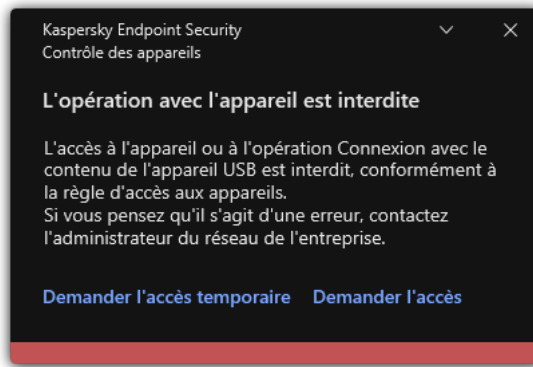 Kaspersky Endpoint Security
Contrôle des appareils
L'opération avec l'appareil est interdite
L'accès à l'appareil ou à l'opération Connexion avec le
contenu de l'appareil USB est interdit, conformément à
la règle d'accès aux appareils.
Si vous pensez qu'il s'agit d'une erreur, contactez
l'administrateur du réseau de l'entreprise.
Demander l'accès temporaire Demander l'accès